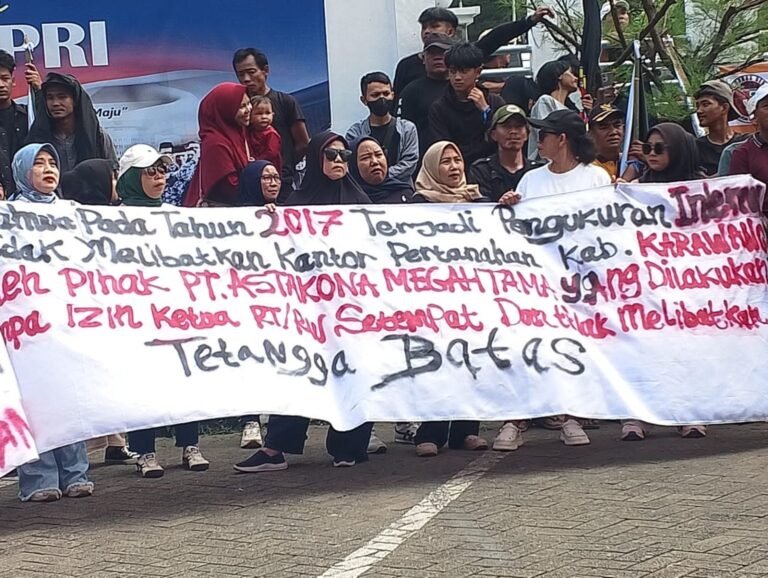 PRI
Maju"
Pada Tahun 2017 Terjadi Pengukuran Intern
Melibatkan Kantor Pertanahan Kab. KARAWANG
Pihak PT. ASTAKONA MEGAHTAMA yang Dilakukan
Izin Ketua RT/RW Setempat Dan tidak Melibatkan
Tetangga Batas